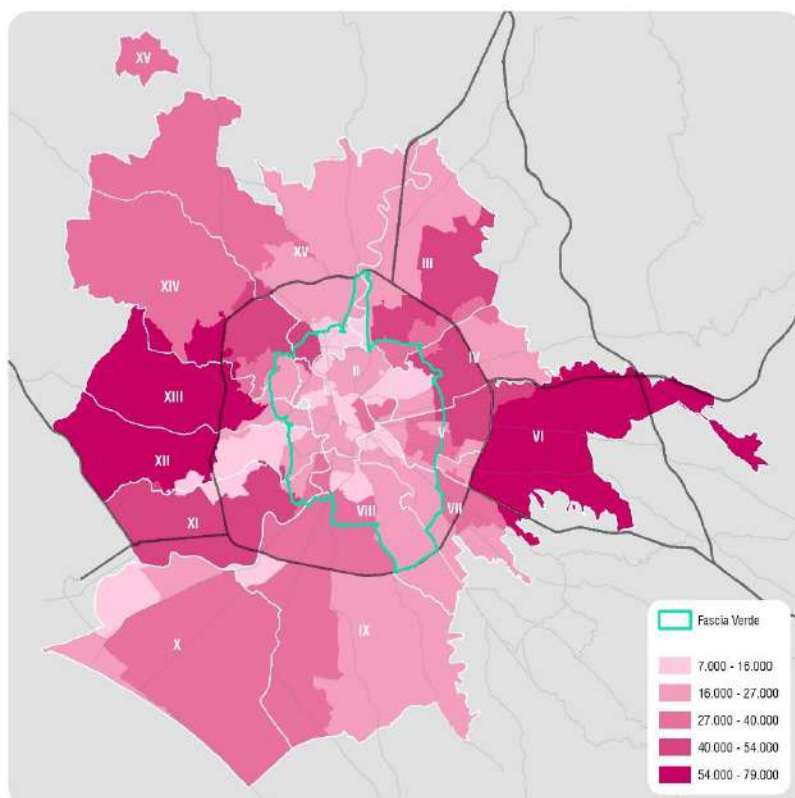 XV
XV
III
XIV
IV
II
XIII
V
VI
XII
VIII
VII
XI
IX
X
Fascia Verde
7.000 - 16.000
16.000 - 27.000
27.000 - 40.000
40.000 - 54.000
54.000 - 79.000